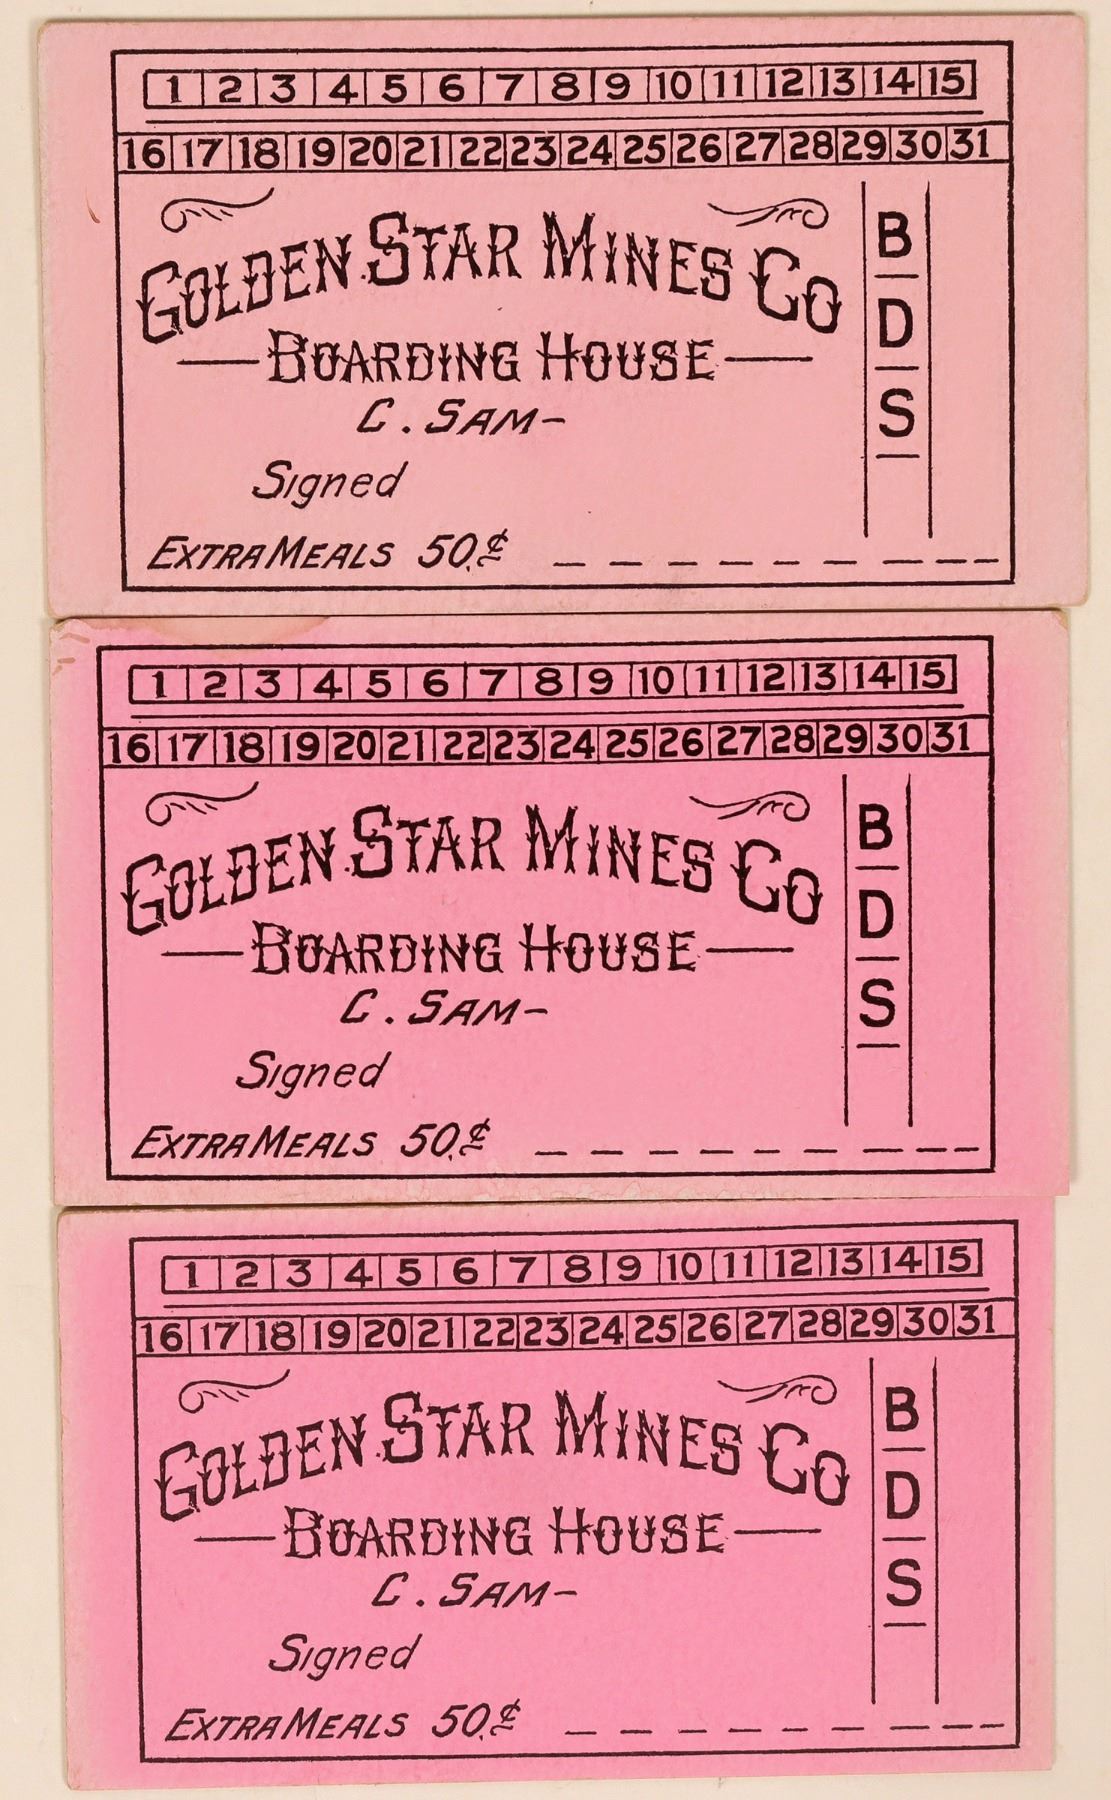 1 2 3 4 5 6 7 8 9 10 11 12 13 14 15
16 17 18 19 20 21 22 23 24 25 26 27 28 29 30 31
GOLDEN STAR MINES CO
BOARDING HOUSE
C. SAM-
Signed
EXTRA MEALS 50.¢
B
D
S
1 2 3 4 5 6 7 8 9 10 11 12 13 14 15
16 17 18 19 20 21 22 23 24 25 26 27 28 29 30 31
GOLDEN STAR MINES CO
BOARDING HOUSE
C. SAM-
Signed
EXTRA MEALS 50.¢
B
D
S
1 2 3 4 5 6 7 8 9 10 11 12 13 14 15
16 17 18 19 20 21 22 23 24 25 26 27 28 29 30 31
GOLDEN STAR MINES CO
BOARDING HOUSE
C. SAM-
Signed
EXTRA MEALS 50.¢
B
D
S